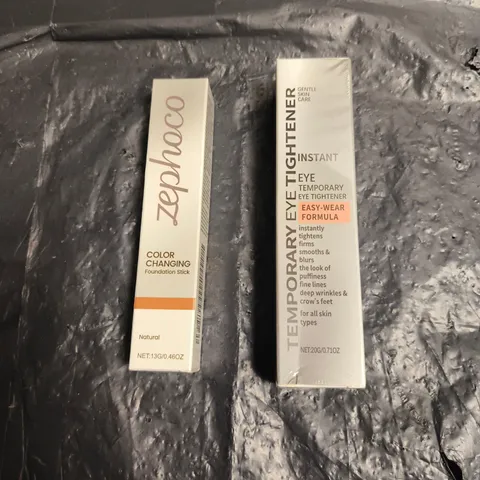 zephoco
COLOR
CHANGING
Foundation Stick
Natural
NET:13G/0.46OZ
TEMPORARY EYE TIGHTENER
GENTLE
SKIN
CARE
INSTANT
EYE
TEMPORARY
EYE TIGHTENER
EASY-WEAR
FORMULA
instantly
tightens
firms
smooths &
blurs
the look of
puffiness
fine lines
deep wrinkles &
crow's feet
for all skin
types
NET:20G/0.71OZ